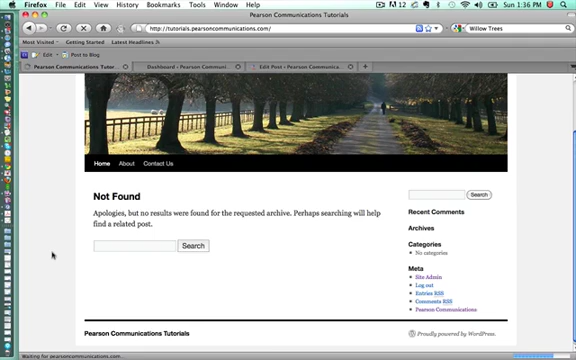 Firefox File Edit View History Bookmarks Tools Window Help 12 Sun 1:36 PM
Pearson Communications Tutorials
http://tutorials.pearsoncommunications.com/ Willow Trees
Most Visited Getting Started Latest Headlines
Edit Post to Blog
Pearson Communications Tutor... Dashboard ‹ Pearson Communi... Edit Post ‹ Pearson Communica...
Home About Contact Us
Not Found
Apologies, but no results were found for the requested archive. Perhaps searching will help
find a related post.
Search
Search
Recent Comments
Archives
Categories
No categories
Meta
Site Admin
Log out
Entries RSS
Comments RSS
Pearson Communications
Pearson Communications Tutorials Proudly powered by WordPress.
Waiting for pearsoncommunications.com...